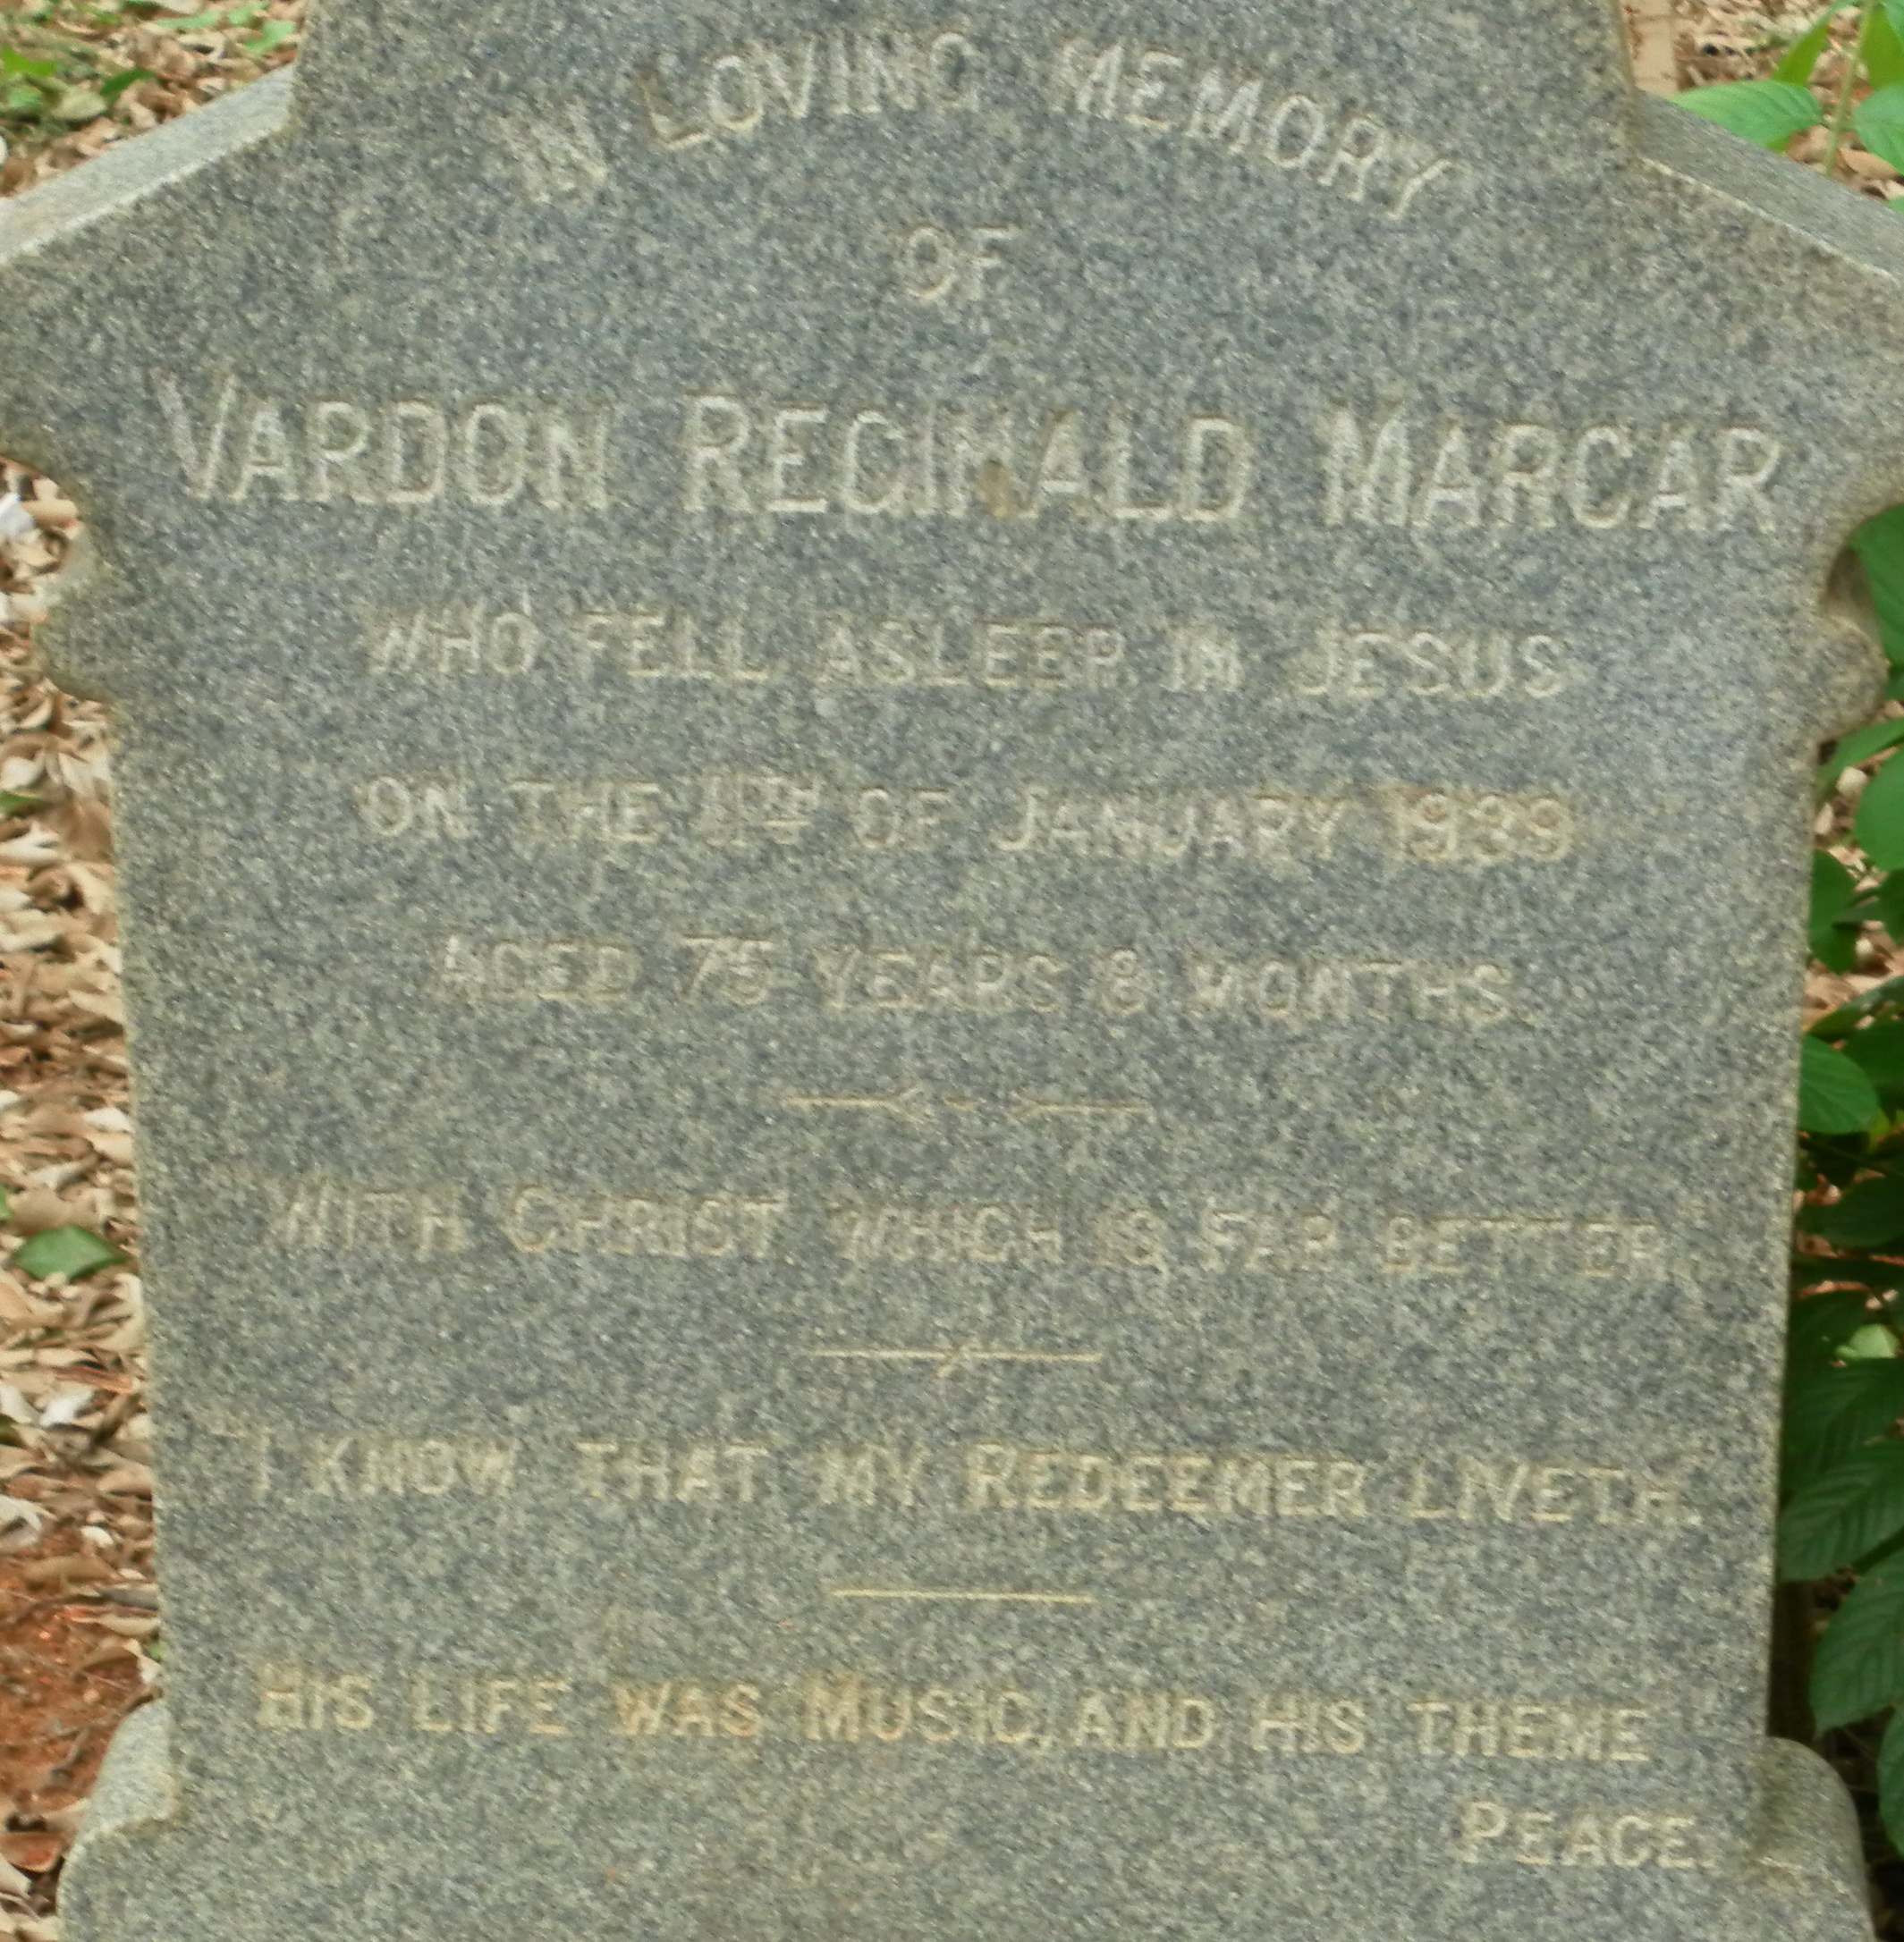 IN LOVING MEMORY
OF
VARDON REGINALD MARCAR
WHO FELL ASLEEP IN JESUS
ON THE OF JANUARY 1939
AGED 75 YEARS 8 MONTHS.
WITH CHRIST WHICH IS FAR BETTER.
"I KNOW THAT MY REDEEMER LIVETH."
HIS LIFE WAS MUSIC, AND HIS THEME
PEACE.